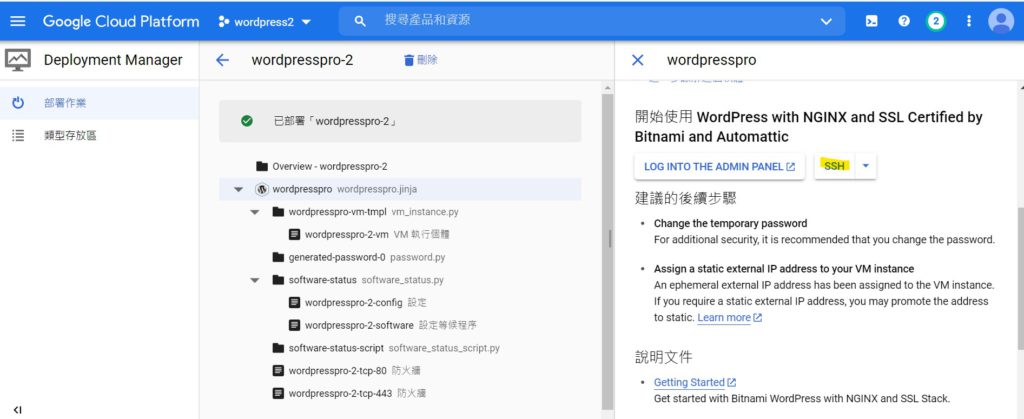 Google Cloud Platform
wordpress2
搜尋產品和資源
2
Deployment Manager
部署作業
類型存放區
wordpresspro-2
刪除
已部署「wordpresspro-2」
Overview - wordpresspro-2
wordpresspro wordpresspro.jinja
wordpresspro-vm-tmpl vm_instance.py
wordpresspro-2-vm VM 執行個體
generated-password-0 password.py
software-status software_status.py
wordpresspro-2-config 設定
wordpresspro-2-software 設定等候程序
software-status-script software_status_script.py
wordpresspro-2-tcp-80 防火牆
wordpresspro-2-tcp-443 防火牆
wordpresspro
開始使用 WordPress with NGINX and SSL Certified by
Bitnami and Automattic
LOG INTO THE ADMIN PANEL
SSH
建議的後續步驟
Change the temporary password
For additional security, it is recommended that you change the password.
Assign a static external IP address to your VM instance
An ephemeral external IP address has been assigned to the VM instance.
If you require a static external IP address, you may promote the address
to static. Learn more
說明文件
Getting Started
Get started with Bitnami WordPress with NGINX and SSL Stack.